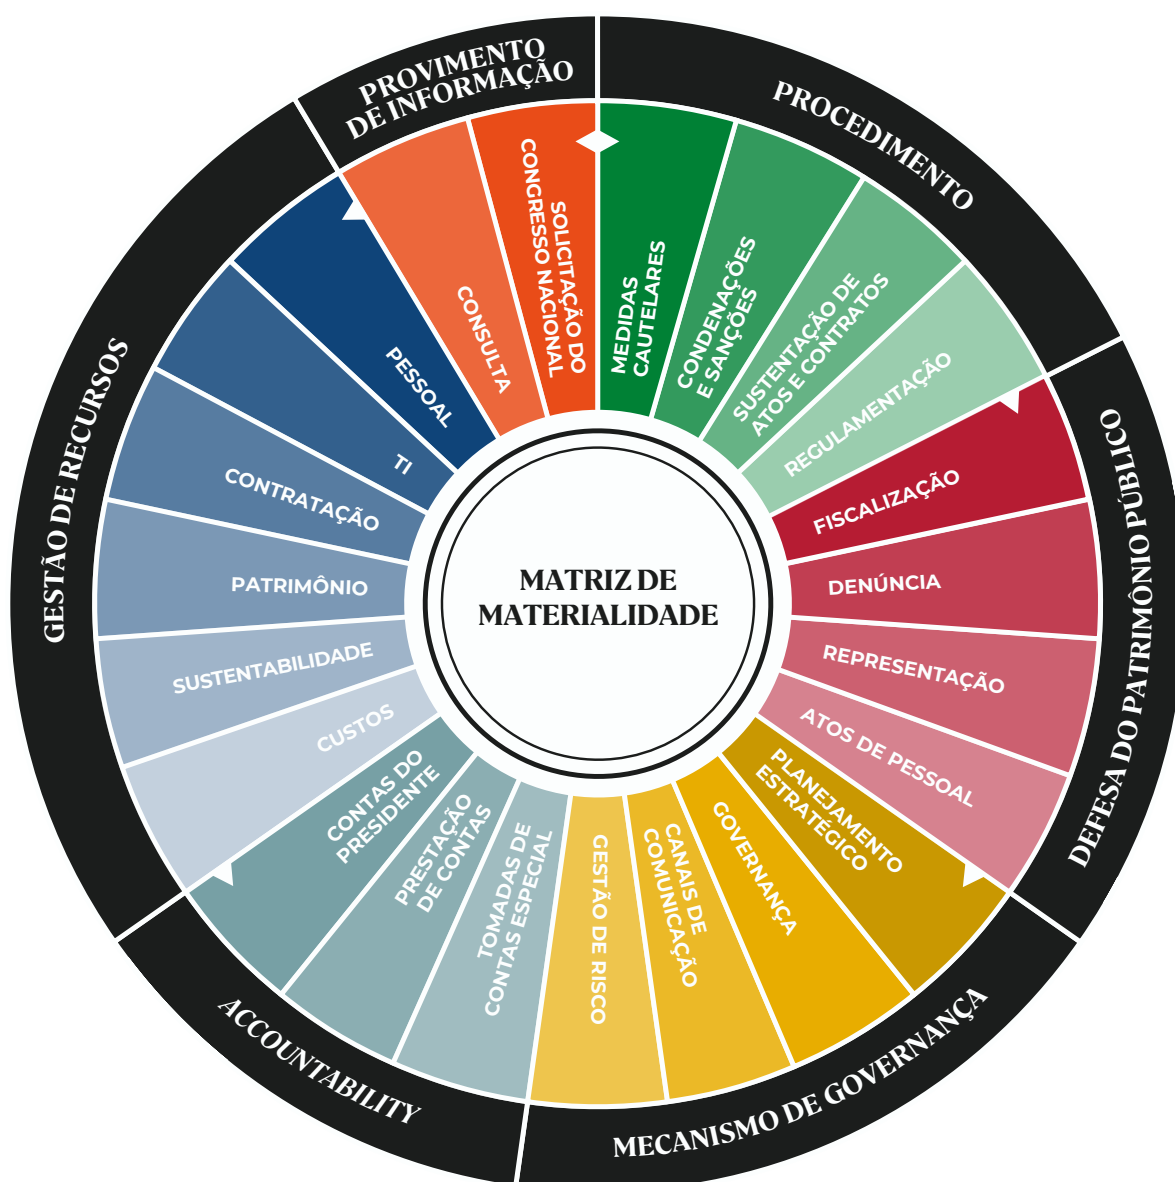 PROVIMENTO
DE INFORMAÇÃO
PROCEDIMENTO
DEFESA DO PATRIMÔNIO PÚBLICO
MECANISMO DE GOVERNANÇA
ACCOUNTABILITY
GESTÃO DE RECURSOS
MEDIDAS
CAUTELARES
CONDENAÇÕES
E SANÇÕES
SUSTENTAÇÃO DE
ATOS E CONTRATOS
REGULAMENTAÇÃO
FISCALIZAÇÃO
DENÚNCIA
REPRESENTAÇÃO
ATOS DE PESSOAL
PLANEJAMENTO
ESTRATÉGICO
GOVERNANÇA
CANAIS DE
COMUNICAÇÃO
GESTÃO DE RISCO
TOMADAS DE
CONTAS ESPECIAL
PRESTAÇÃO
DE CONTAS
CONTAS DO
PRESIDENTE
CUSTOS
SUSTENTABILIDADE
PATRIMÔNIO
CONTRATAÇÃO
TI
PESSOAL
CONSULTA
SOLICITAÇÃO DO
CONGRESSO NACIONAL
MATRIZ DE
MATERIALIDADE